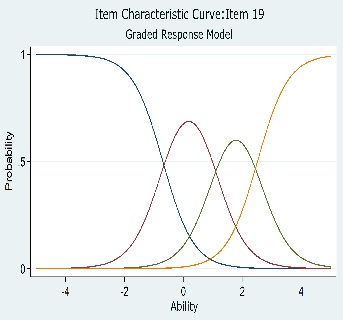 Item Characteristic Curve:Item 19
Graded Response Model
Probability
1
.5
0
-4 -2 0 2 4
Ability